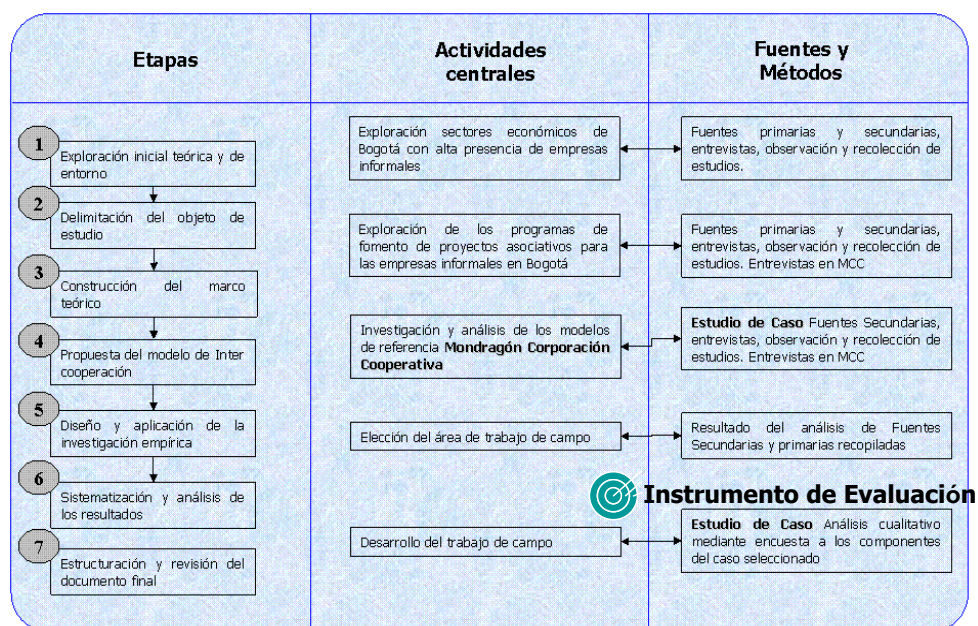 Etapas
Actividades
centrales
Fuentes y
Métodos
1
Exploración inicial teórica y de
entorno
2
Delimitación del objeto de
estudio
3
Construcción del marco
teórico
4
Propuesta del modelo de Inter
cooperación
5
Diseño y aplicación de la
investigación empírica
6
Sistematización y análisis de
los resultados
7
Estructuración y revisión del
documento final
Exploración sectores económicos de
Bogotá con alta presencia de empresas
informales
Exploración de los programas de
fomento de proyectos asociativos para
las empresas informales en Bogotá
Investigación y análisis de los modelos
de referencia Mondragón Corporación
Cooperativa
Elección del área de trabajo de campo
Desarrollo del trabajo de campo
Fuentes primarias y secundarias,
entrevistas, observación y recolección de
estudios.
Fuentes primarias y secundarias,
entrevistas, observación y recolección de
estudios. Entrevistas en MCC
Estudio de Caso Fuentes Secundarias,
entrevistas, observación y recolección de
estudios. Entrevistas en MCC
Resultado del análisis de Fuentes
Secundarias y primarias recopiladas
Instrumento de Evaluación
Estudio de Caso Análisis cualitativo
mediante encuesta a los componentes
del caso seleccionado